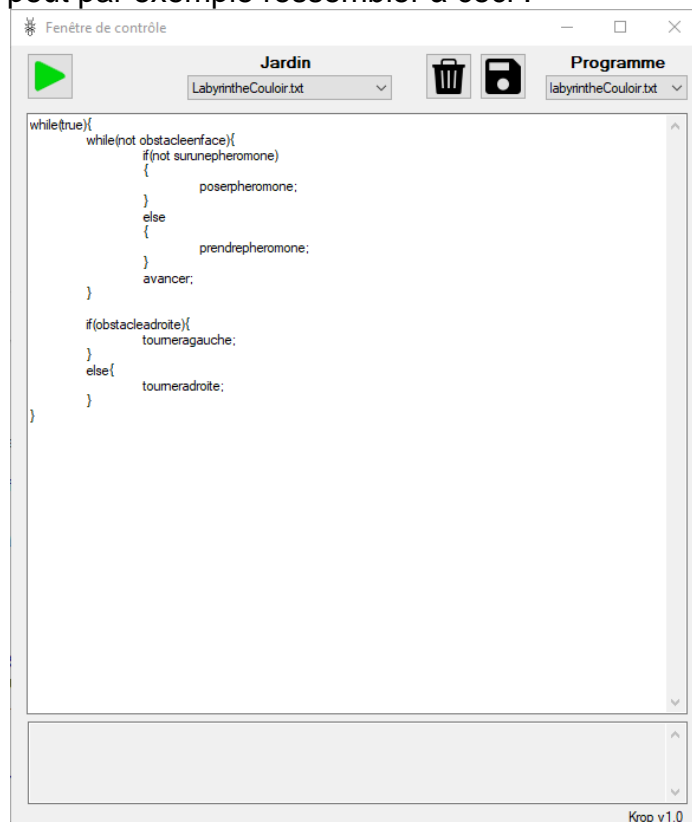 peut par exemple ressembler à ceci :
Fenêtre de contrôle
Jardin
Programme
LabyrintheCouloir.txt
labyrintheCouloir.txt
while(true){
while(not obstacleenface){
if(not surunepheromone)
{
poserpheromone;
}
else
{
prendrepheromone;
}
avancer;
}
if(obstacleadroite){
tourneragauche;
}
else{
tourneradroite;
}
}
Krop v1.0